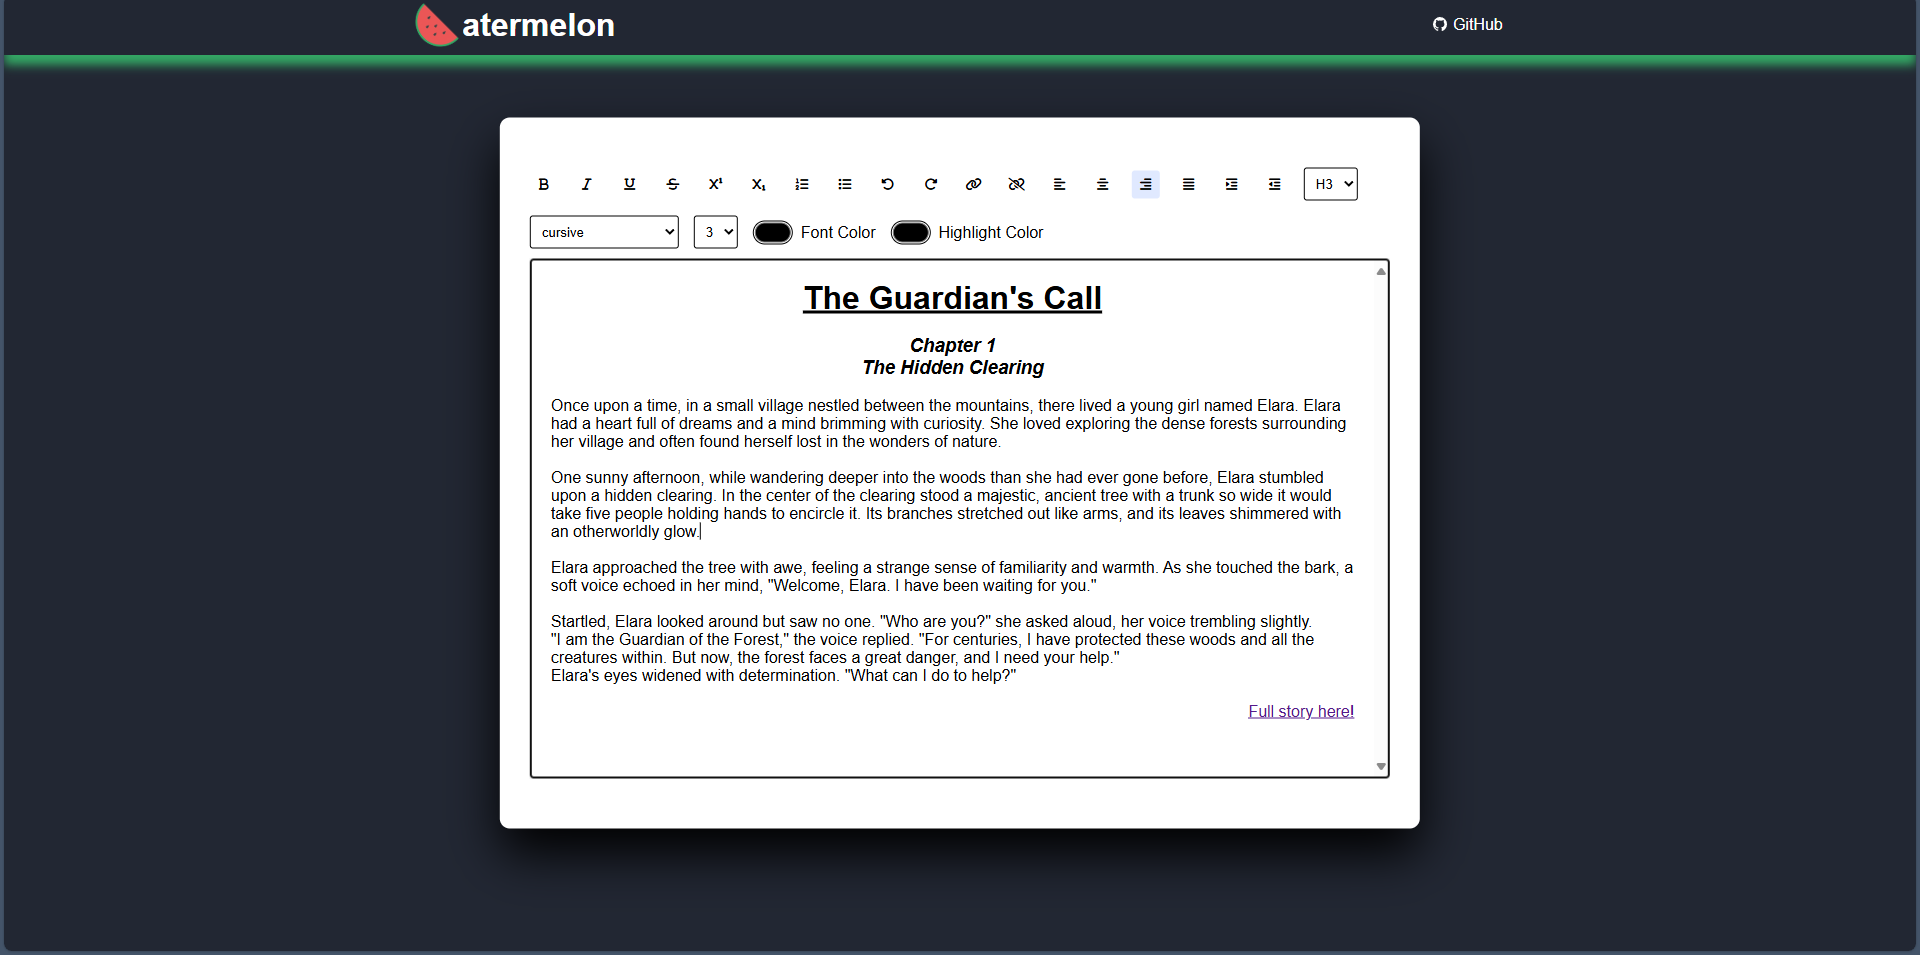 atermelon
GitHub
B I U S X¹ X₁
H3
cursive
3
Font Color
Highlight Color
The Guardian's Call
Chapter 1
The Hidden Clearing
Once upon a time, in a small village nestled between the mountains, there lived a young girl named Elara. Elara
had a heart full of dreams and a mind brimming with curiosity. She loved exploring the dense forests surrounding
her village and often found herself lost in the wonders of nature.
One sunny afternoon, while wandering deeper into the woods than she had ever gone before, Elara stumbled
upon a hidden clearing. In the center of the clearing stood a majestic, ancient tree with a trunk so wide it would
take five people holding hands to encircle it. Its branches stretched out like arms, and its leaves shimmered with
an otherworldly glow.
Elara approached the tree with awe, feeling a strange sense of familiarity and warmth. As she touched the bark, a
soft voice echoed in her mind, "Welcome, Elara. I have been waiting for you."
Startled, Elara looked around but saw no one. "Who are you?" she asked aloud, her voice trembling slightly.
"I am the Guardian of the Forest," the voice replied. "For centuries, I have protected these woods and all the
creatures within. But now, the forest faces a great danger, and I need your help."
Elara's eyes widened with determination. "What can I do to help?"
Full story here!